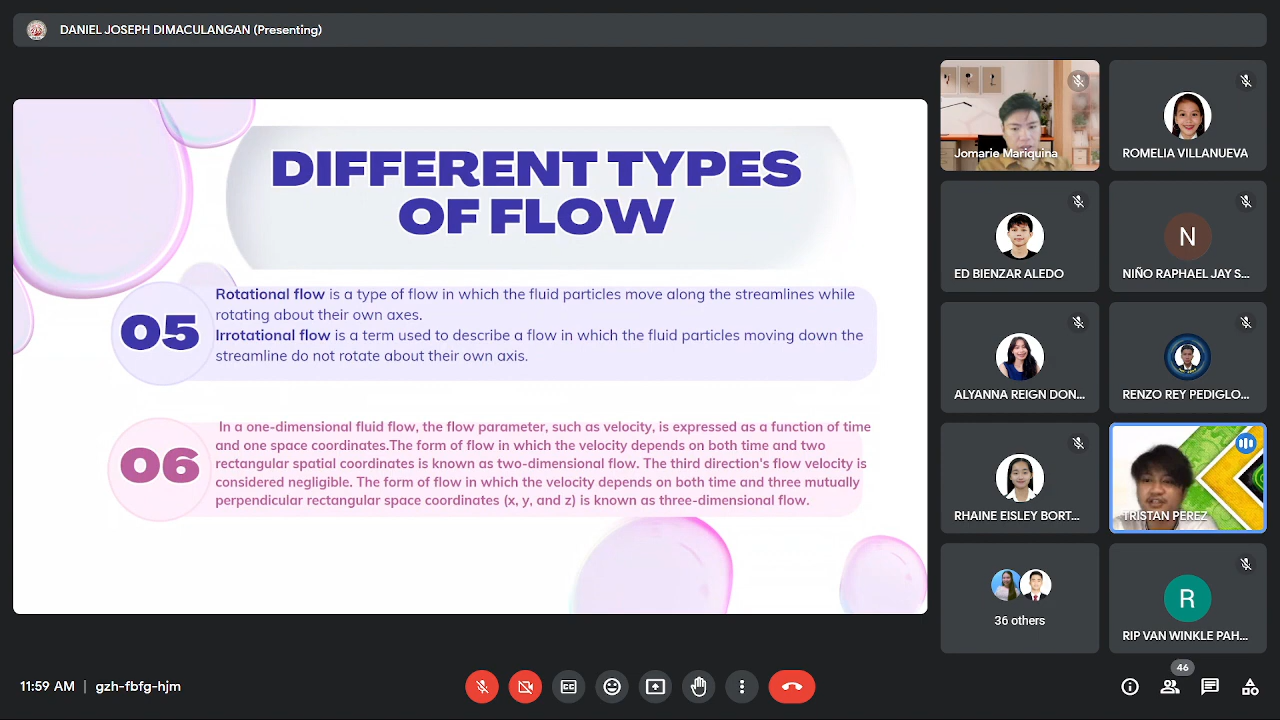 DANIEL JOSEPH DIMACULANGAN (Presenting)
DIFFERENT TYPES
OF FLOW
05
Rotational flow is a type of flow in which the fluid particles move along the streamlines while
rotating about their own axes.
Irrotational flow is a term used to describe a flow in which the fluid particles moving down the
streamline do not rotate about their own axis.
06
In a one-dimensional fluid flow, the flow parameter, such as velocity, is expressed as a function of time
and one space coordinates.The form of flow in which the velocity depends on both time and two
rectangular spatial coordinates is known as two-dimensional flow. The third direction's flow velocity is
considered negligible. The form of flow in which the velocity depends on both time and three mutually
perpendicular rectangular space coordinates (x, y, and z) is known as three-dimensional flow.
Jomarie Mariquina
ROMELIA VILLANUEVA
ED BIENZAR ALEDO
N
NIÑO RAPHAEL JAY S...
ALYANNA REIGN DON...
RENZO REY PEDIGLO...
RHAINE EISLEY BORT...
TRISTAN PEREZ
36 others
R
RIP VAN WINKLE PAH...
11:59 AM | gzh-fbfg-hjm
46